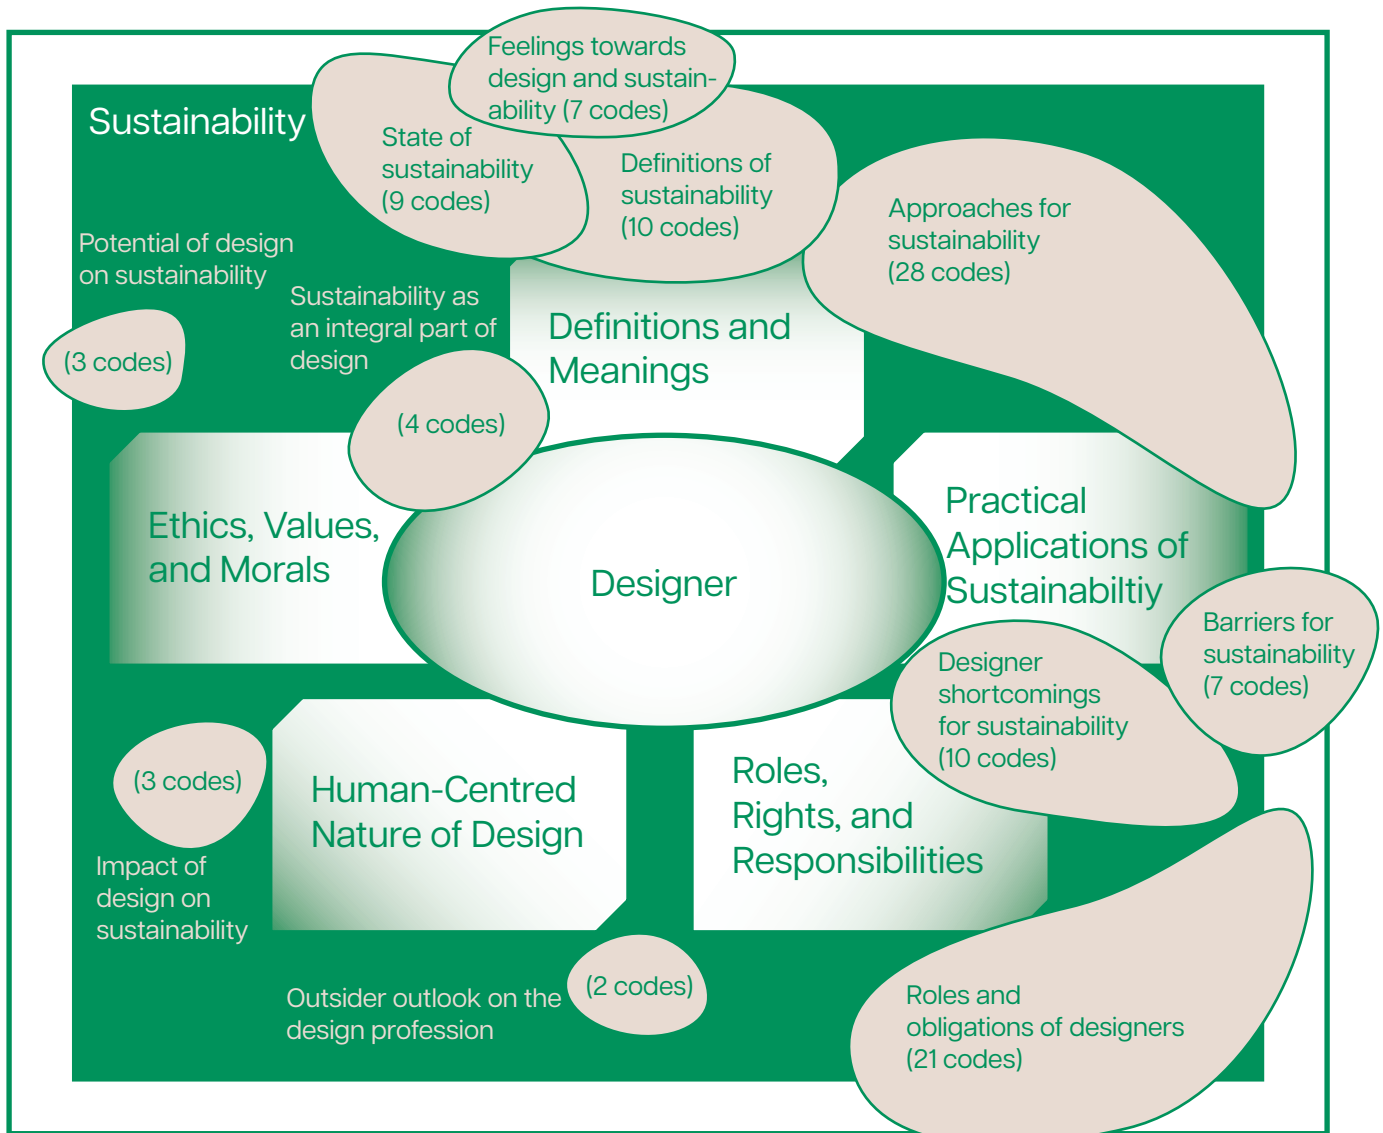 Feelings towards
design and sustain-
ability (7 codes)
Sustainability
State of
sustainability
(9 codes)
Definitions of
sustainability
(10 codes)
Approaches for
sustainability
(28 codes)
Potential of design
on sustainability
(3 codes)
Sustainability as
an integral part of
design
(4 codes)
Definitions and
Meanings
Ethics, Values,
and Morals
Designer
Practical
Applications of
Sustainabiltiy
Barriers for
sustainability
(7 codes)
Designer
shortcomings
for sustainability
(10 codes)
(3 codes)
Impact of
design on
sustainability
Human-Centred
Nature of Design
Roles,
Rights, and
Responsibilities
Outsider outlook on the
design profession
(2 codes)
Roles and
obligations of designers
(21 codes)